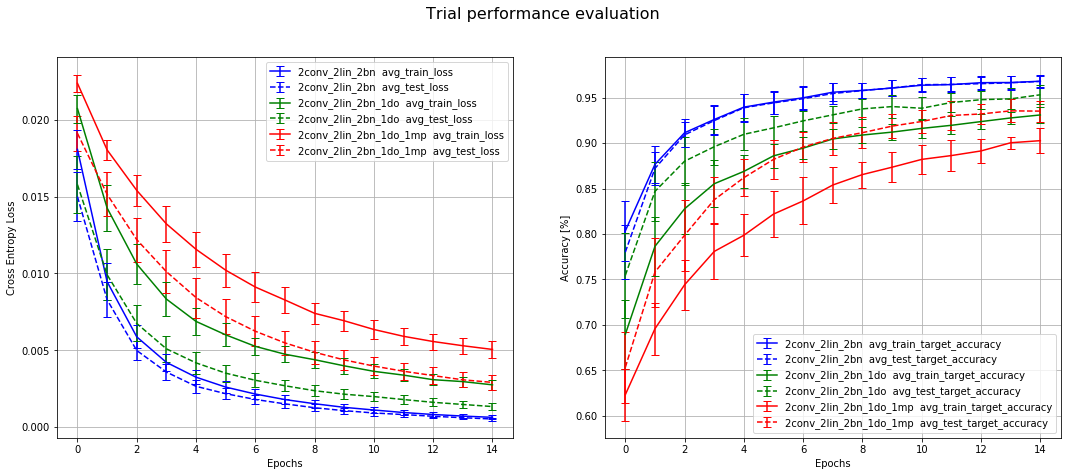 Trial performance evaluation
2conv_2lin_2bn avg_train_loss
2conv_2lin_2bn avg_test_loss
2conv_2lin_2bn_1do avg_train_loss
2conv_2lin_2bn_1do avg_test_loss
2conv_2lin_2bn_1do_1mp avg_train_loss
2conv_2lin_2bn_1do_1mp avg_test_loss
0.020
0.015
0.010
0.005
0.000
Cross Entropy Loss
0 2 4 6 8 10 12 14
Epochs
0.95
0.90
0.85
0.80
0.75
0.70
0.65
0.60
Accuracy [%]
2conv_2lin_2bn avg_train_target_accuracy
2conv_2lin_2bn avg_test_target_accuracy
2conv_2lin_2bn_1do avg_train_target_accuracy
2conv_2lin_2bn_1do avg_test_target_accuracy
2conv_2lin_2bn_1do_1mp avg_train_target_accuracy
2conv_2lin_2bn_1do_1mp avg_test_target_accuracy
0 2 4 6 8 10 12 14
Epochs